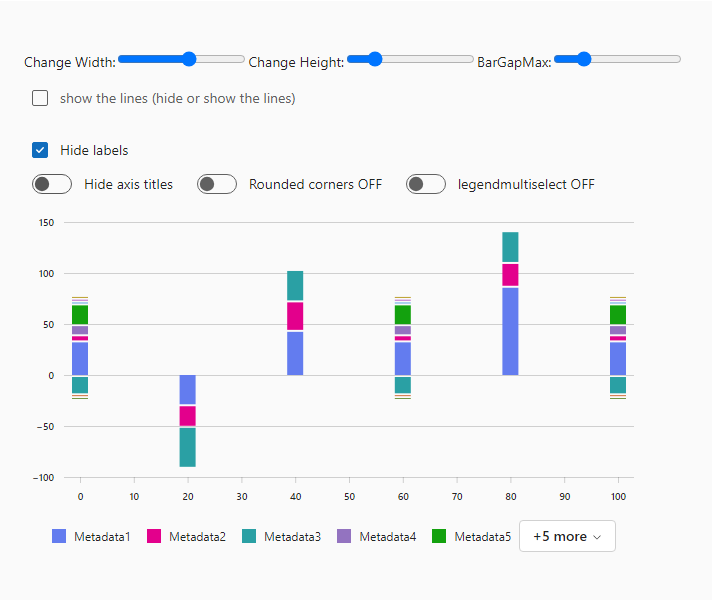 Change Width: Change Height: BarGapMax:
show the lines (hide or show the lines)
Hide labels
Hide axis titles Rounded corners OFF legendmultiselect OFF
150
100
50
0
−50
−100
0 10 20 30 40 50 60 70 80 90 100
Metadata1 Metadata2 Metadata3 Metadata4 Metadata5 +5 more